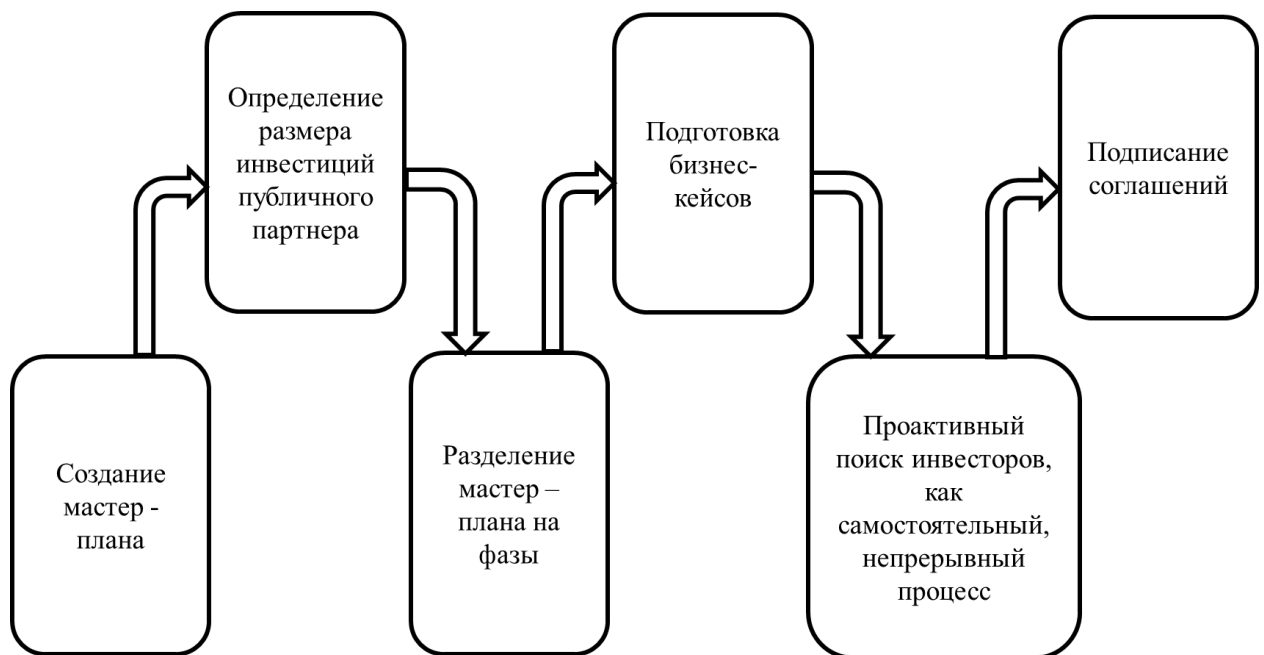 Создание
мастер -
плана
Определение
размера
инвестиций
публичного
партнера
Разделение
мастер –
плана на
фазы
Подготовка
бизнес-
кейсов
Проактивный
поиск инвесторов,
как
самостоятельный,
непрерывный
процесс
Подписание
соглашений